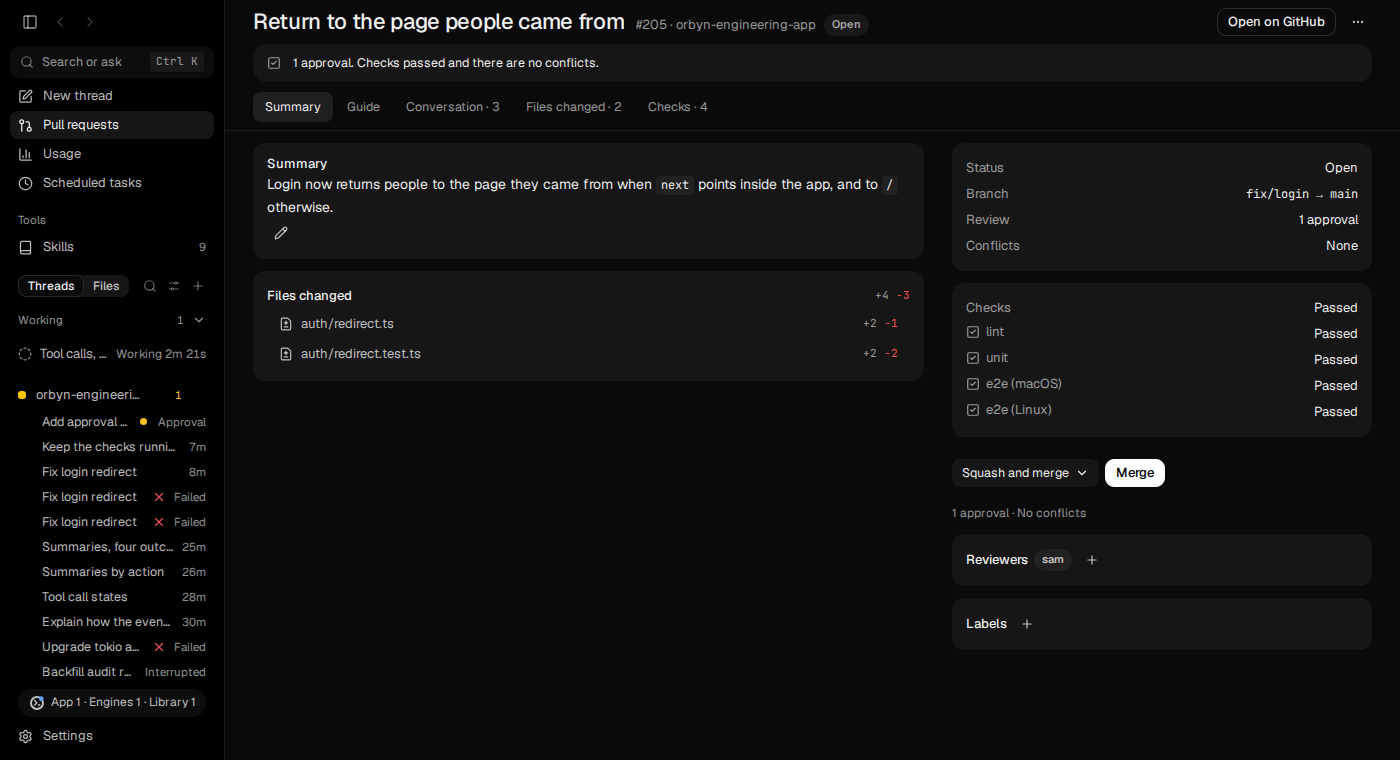 Search or ask Ctrl K
New thread
Pull requests
Usage
Scheduled tasks
Tools
Skills 9
Threads Files
Working 1
Tool calls, ... Working 2m 21s
orbyn-engineeri... 1
Add approval ... Approval
Keep the checks runni... 7m
Fix login redirect 8m
Fix login redirect Failed
Fix login redirect Failed
Summaries, four outc... 25m
Summaries by action 26m
Tool call states 28m
Explain how the even... 30m
Upgrade tokio a... Failed
Backfill audit r... Interrupted
App 1 · Engines 1 · Library 1
Settings
Return to the page people came from #205 · orbyn-engineering-app Open
Open on GitHub
1 approval. Checks passed and there are no conflicts.
Summary Guide Conversation · 3 Files changed · 2 Checks · 4
Summary
Login now returns people to the page they came from when next points inside the app, and to /
otherwise.
Files changed +4 -3
auth/redirect.ts +2 -1
auth/redirect.test.ts +2 -2
Status Open
Branch fix/login → main
Review 1 approval
Conflicts None
Checks Passed
lint Passed
unit Passed
e2e (macOS) Passed
e2e (Linux) Passed
Squash and merge Merge
1 approval · No conflicts
Reviewers sam
Labels